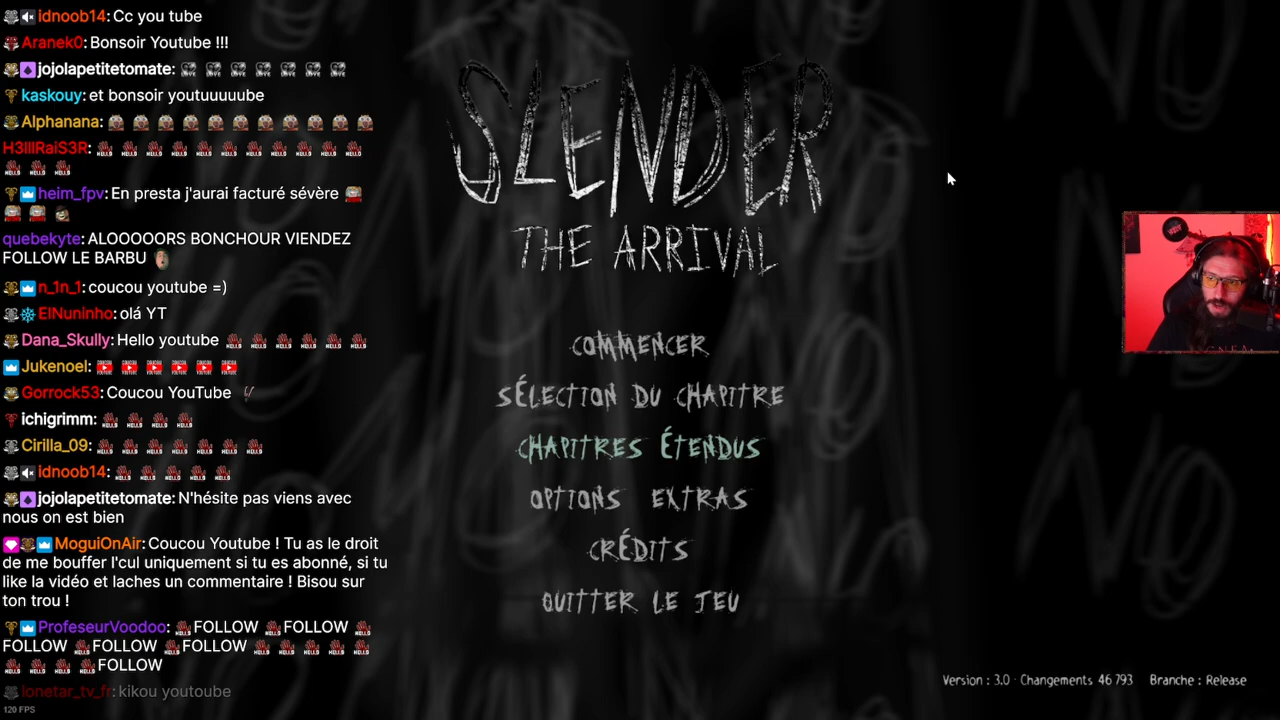 idnoob14: Cc you tube
Aranek0: Bonsoir Youtube !!!
jojolapetitetomate:
kaskouy: et bonsoir youtuuuuube
Alphanana:
H3lllRaiS3R:
heim_fpv: En presta j'aurai facturé sévère
quebekyte: ALOOOOORS BONCHOUR VIENDEZ
FOLLOW LE BARBU
n_1n_1: coucou youtube =)
ElNuninho: olá YT
Dana_Skully: Hello youtube
Jukenoel:
Gorrock53: Coucou YouTube
ichigrimm:
Cirilla_09:
idnoob14:
jojolapetitetomate: N'hésite pas viens avec
nous on est bien
MoguiOnAir: Coucou Youtube ! Tu as le droit
de me bouffer l'cul uniquement si tu es abonné, si tu
like la vidéo et laches un commentaire ! Bisou sur
ton trou !
ProfeseurVoodoo: FOLLOW FOLLOW
FOLLOW FOLLOW FOLLOW
FOLLOW
lonetar_tv_fr: kikou youtoube
120 FPS
SLENDER
THE ARRIVAL
COMMENCER
SÉLECTION DU CHAPITRE
CHAPITRES ÉTENDUS
OPTIONS EXTRAS
CRÉDITS
QUITTER LE JEU
Version : 3.0 · Changements 46 793 Branche : Release
NO
NO